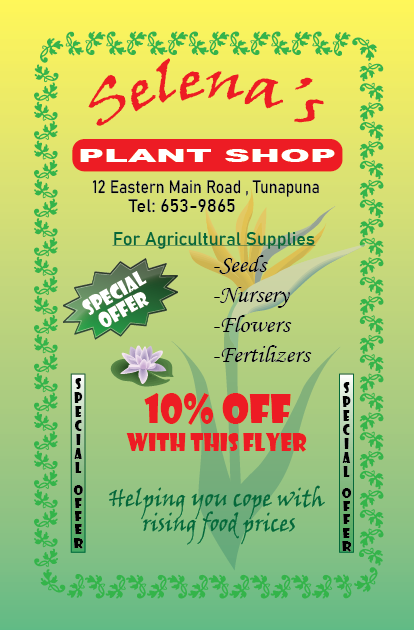 Selena's
PLANT SHOP
12 Eastern Main Road , Tunapuna
Tel: 653-9865
For Agricultural Supplies
-Seeds
-Nursery
-Flowers
-Fertilizers
SPECIAL
OFFER
10% OFF
WITH THIS FLYER
SPECIAL OFFER
SPECIAL OFFER
Helping you cope with
rising food prices